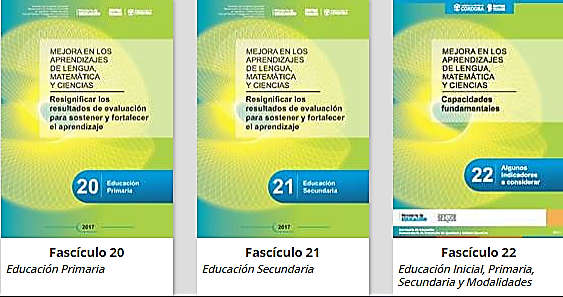 MEJORA EN LOS
APRENDIZAJES
DE LENGUA,
MATEMÁTICA
Y CIENCIAS
Resignificar los
resultados de evaluación
para sostener y fortalecer
el aprendizaje
20 Educación
Primaria
2017
Fascículo 20
Educación Primaria
MEJORA EN LOS
APRENDIZAJES
DE LENGUA,
MATEMÁTICA
Y CIENCIAS
Resignificar los
resultados de evaluación
para sostener y fortalecer
el aprendizaje
21 Educación
Secundaria
2017
Fascículo 21
Educación Secundaria
CÓRDOBA
MEJORA EN LOS
APRENDIZAJES
DE LENGUA,
MATEMÁTICA
Y CIENCIAS
Capacidades
fundamentales
22 Algunos
indicadores
a considerar
Fascículo 22
Educación Inicial, Primaria,
Secundaria y Modalidades